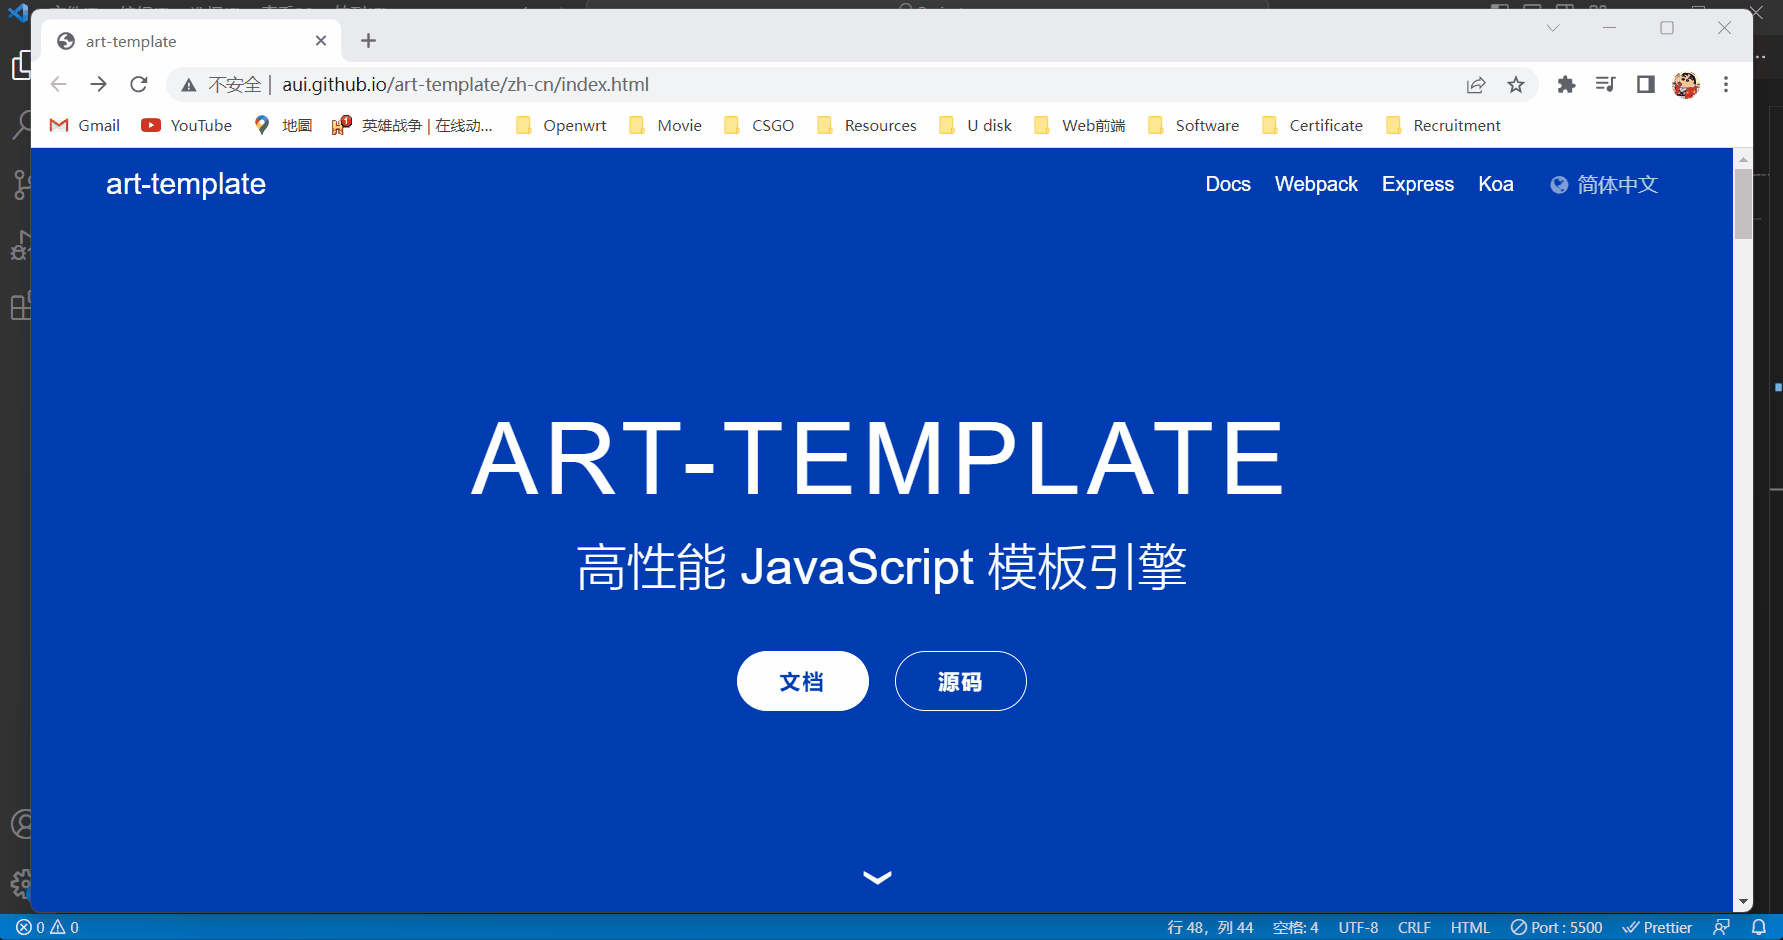 art-template
不安全 | aui.github.io/art-template/zh-cn/index.html
Gmail YouTube 地圖 英雄战争 | 在线动... Openwrt Movie CSGO Resources U disk Web前端 Software Certificate Recruitment
art-template Docs Webpack Express Koa 简体中文
ART-TEMPLATE
高性能 JavaScript 模板引擎
文档 源码
0 0 行 48，列 44 空格: 4 UTF-8 CRLF HTML Port : 5500 Prettier